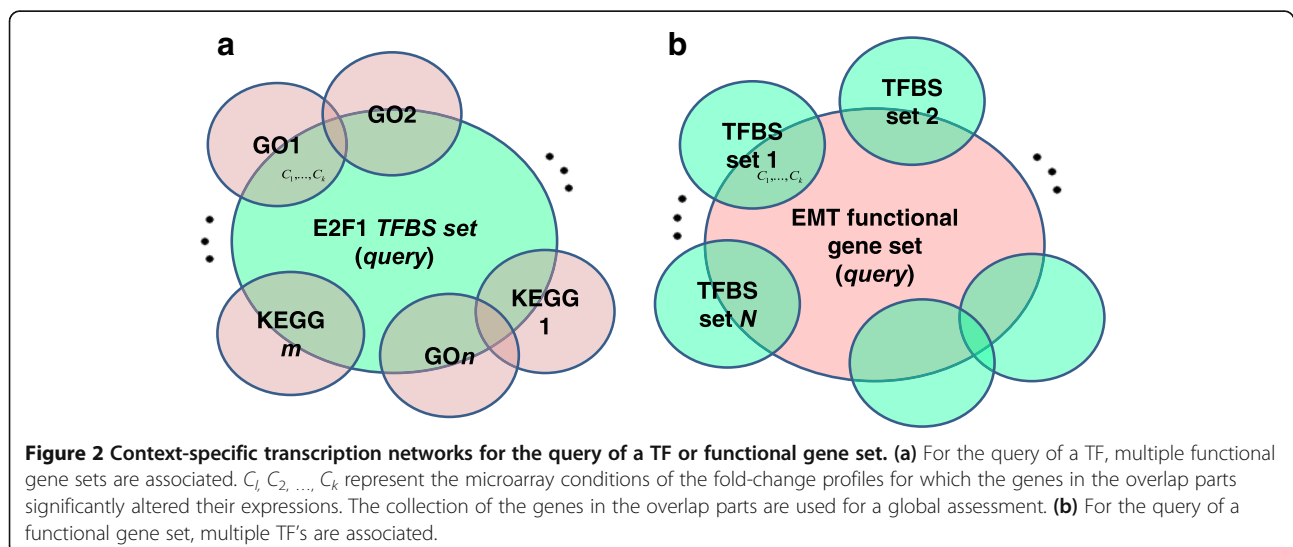 a
b
GO1
C₁,...,Cₖ
GO2
E2F1 TFBS set
(query)
KEGG
m
GOn
KEGG
1
TFBS
set 1
C₁,...,Cₖ
TFBS
set 2
EMT functional
gene set
(query)
TFBS
set N
Figure 2 Context-specific transcription networks for the query of a TF or functional gene set. (a) For the query of a TF, multiple functional
gene sets are associated. Cₗ, C₂, ..., Cₖ represent the microarray conditions of the fold-change profiles for which the genes in the overlap parts
significantly altered their expressions. The collection of the genes in the overlap parts are used for a global assessment. (b) For the query of a
functional gene set, multiple TF's are associated.